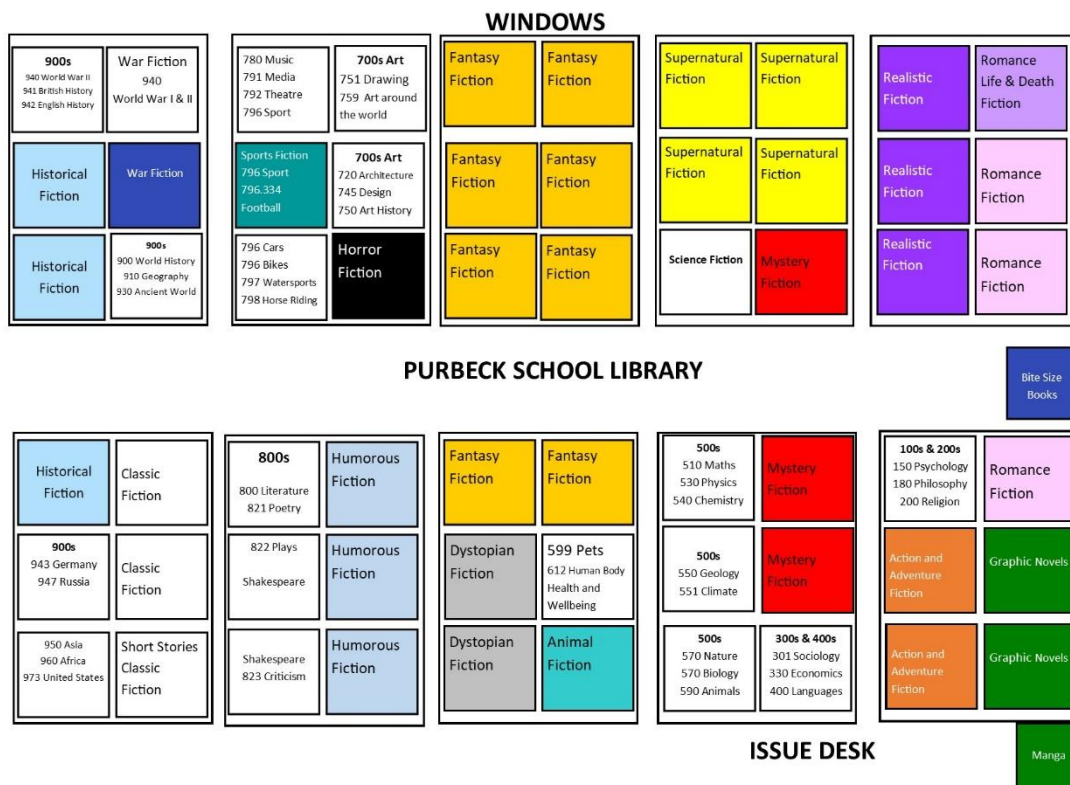 WINDOWS
900s
940 World War II
941 British History
942 English History
War Fiction
940
World War I & II
Historical
Fiction
War Fiction
Historical
Fiction
900s
900 World History
910 Geography
930 Ancient World
780 Music
791 Media
792 Theatre
796 Sport
700s Art
751 Drawing
759 Art around
the world
Sports Fiction
796 Sport
796.334
Football
700s Art
720 Architecture
745 Design
750 Art History
796 Cars
796 Bikes
797 Watersports
798 Horse Riding
Horror
Fiction
Fantasy
Fiction
Fantasy
Fiction
Fantasy
Fiction
Fantasy
Fiction
Fantasy
Fiction
Fantasy
Fiction
Supernatural
Fiction
Supernatural
Fiction
Supernatural
Fiction
Supernatural
Fiction
Science Fiction
Mystery
Fiction
Realistic
Fiction
Romance
Life & Death
Fiction
Realistic
Fiction
Romance
Fiction
Realistic
Fiction
Romance
Fiction
PURBECK SCHOOL LIBRARY
Bite Size
Books
Historical
Fiction
Classic
Fiction
900s
943 Germany
947 Russia
Classic
Fiction
950 Asia
960 Africa
973 United States
Short Stories
Classic
Fiction
800s
800 Literature
821 Poetry
Humorous
Fiction
822 Plays
Shakespeare
Humorous
Fiction
Shakespeare
823 Criticism
Humorous
Fiction
Fantasy
Fiction
Fantasy
Fiction
Dystopian
Fiction
599 Pets
612 Human Body
Health and
Wellbeing
Dystopian
Fiction
Animal
Fiction
500s
510 Maths
530 Physics
540 Chemistry
Mystery
Fiction
500s
550 Geology
551 Climate
Mystery
Fiction
500s
570 Nature
570 Biology
590 Animals
300s & 400s
301 Sociology
330 Economics
400 Languages
100s & 200s
150 Psychology
180 Philosophy
200 Religion
Romance
Fiction
Action and
Adventure
Fiction
Graphic Novels
Action and
Adventure
Fiction
Graphic Novels
ISSUE DESK
Manga